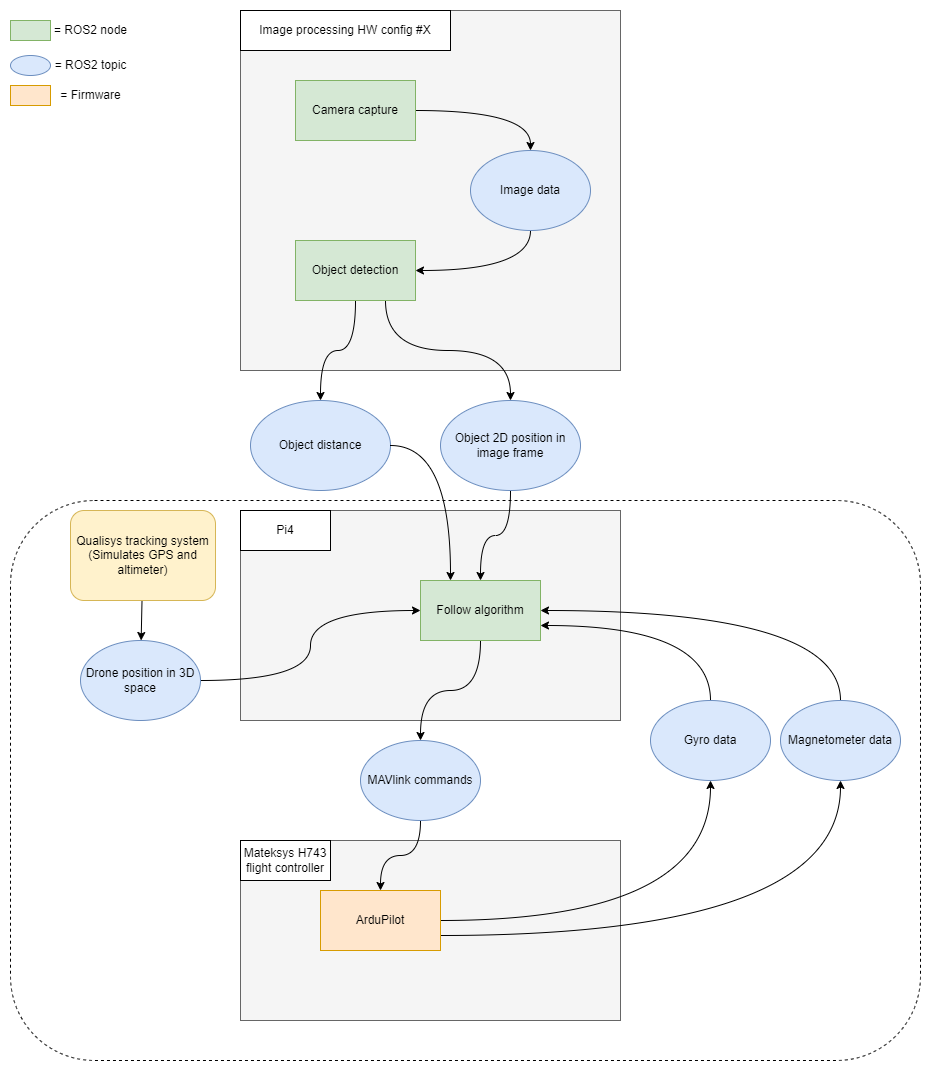 = ROS2 node
= ROS2 topic
= Firmware
Image processing HW config #X
Camera capture
Image data
Object detection
Object distance
Object 2D position in
image frame
Qualisys tracking system
(Simulates GPS and
altimeter)
Pi4
Follow algorithm
Drone position in 3D
space
Gyro data
Magnetometer data
MAVlink commands
Mateksys H743
flight controller
ArduPilot